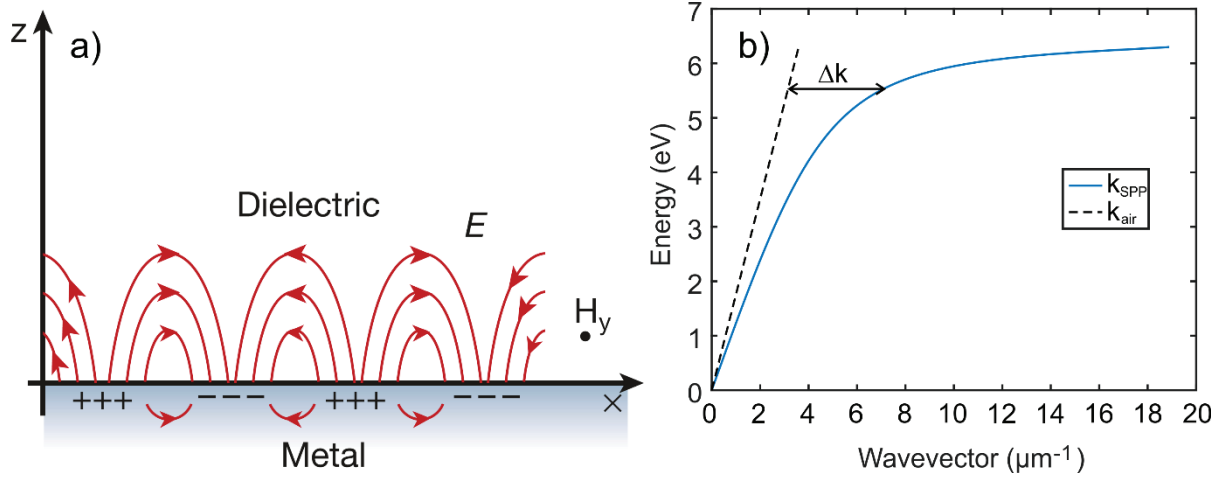 a)
z
Dielectric
E
H_y
+++
– – –
+++
– – –
x
Metal
b)
Δk
7
6
5
4
3
2
1
0
Energy (eV)
k_SPP
k_air
0 2 4 6 8 10 12 14 16 18 20
Wavevector (µm⁻¹)